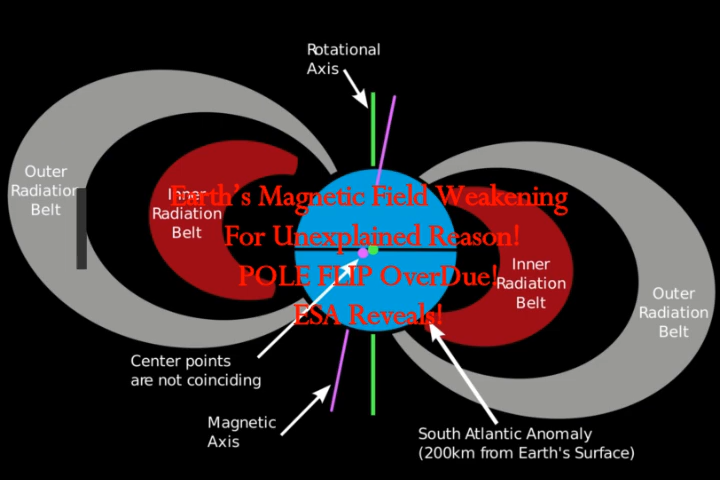 Rotational
Axis
Outer
Radiation
Belt
Inner
Radiation
Belt
Earth's Magnetic Field Weakening
For Unexplained Reason!
POLE FLIP OverDue!
ESA Reveals!
Inner
Radiation
Belt
Outer
Radiation
Belt
Center points
are not coinciding
Magnetic
Axis
South Atlantic Anomaly
(200km from Earth's Surface)